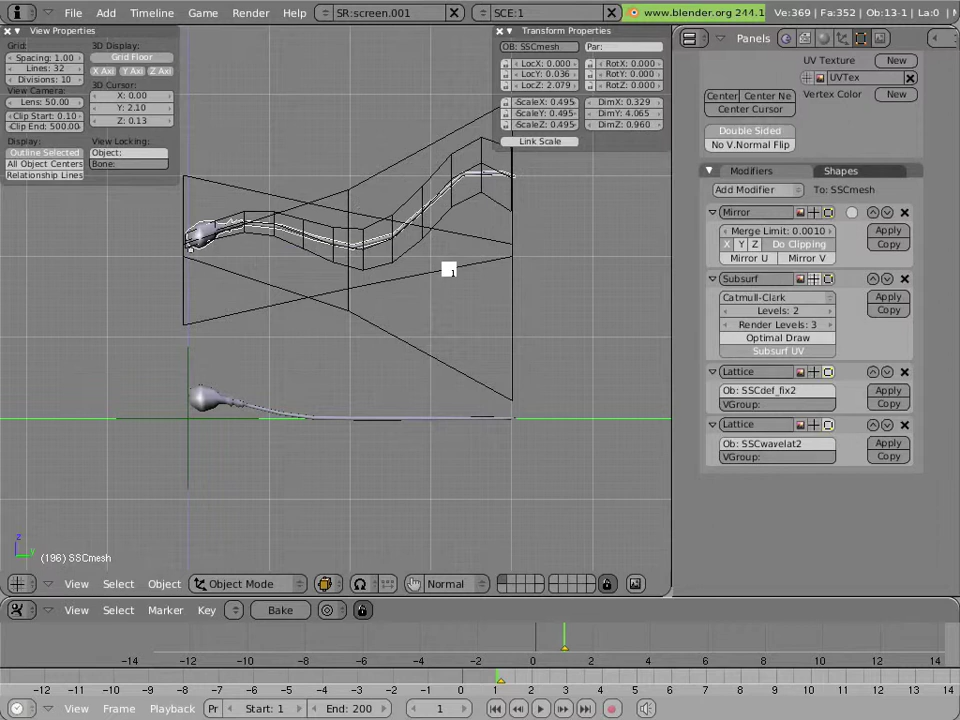 File Add Timeline Game Render Help SR:screen.001 SCE:1 www.blender.org 244.1 Ve:369 | Fa:352 | Ob:13-1 | La:0 | 
View Properties
Grid:
Spacing: 1.00
Lines: 32
Divisions: 10
View Camera:
Lens: 50.00
Clip Start: 0.10
Clip End: 500.00
Display:
Outline Selected
All Object Centers
Relationship Lines
3D Display:
Grid Floor
X Axi Y Axi Z Axi
3D Cursor:
X: 0.00
Y: 2.10
Z: 0.13
View Locking:
Object:
Bone:
Transform Properties
OB: SSCmesh Par:
LocX: 0.000 RotX: 0.000
LocY: 0.036 RotY: 0.000
LocZ: 2.079 RotZ: 0.000
ScaleX: 0.495 DimX: 0.329
ScaleY: 0.495 DimY: 4.065
ScaleZ: 0.495 DimZ: 0.960
Link Scale
1
z
y
(196) SSCmesh
Panels
UV Texture New
UVTex
Vertex Color New
Center Center Ne
Center Cursor
Double Sided
No V.Normal Flip
Modifiers Shapes
Add Modifier To: SSCmesh
Mirror
Merge Limit: 0.0010 Apply
X Y Z Do Clipping Copy
Mirror U Mirror V
Subsurf
Catmull-Clark Apply
Levels: 2 Copy
Render Levels: 3
Optimal Draw
Subsurf UV
Lattice
Ob: SSCdef_fix2 Apply
VGroup: Copy
Lattice
Ob: SSCwavelat2 Apply
VGroup: Copy
View Select Object Object Mode Normal
View Select Marker Key Bake
-14 -12 -10 -8 -6 -4 -2 0 2 4 6 8 10 12 14
-12 -11 -10 -9 -8 -7 -6 -5 -4 -3 -2 -1 0 1 2 3 4 5 6 7 8 9 10 11 12 13 14
View Frame Playback Pr Start: 1 End: 200 1